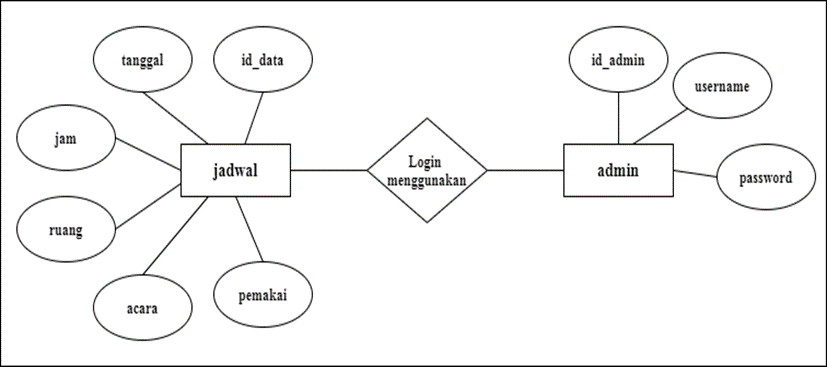 tanggal
id_data
id_admin
username
jam
jadwal
Login
menggunakan
admin
password
ruang
acara
pemakai